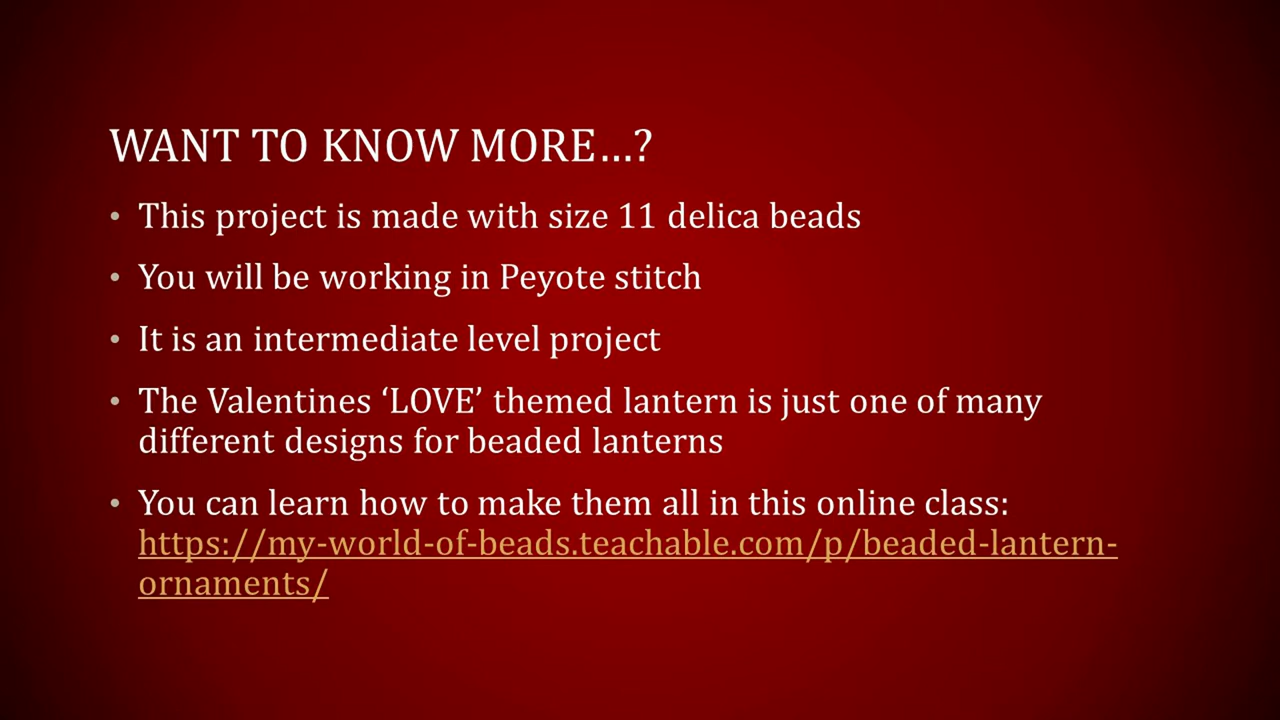 WANT TO KNOW MORE…?
• This project is made with size 11 delica beads
• You will be working in Peyote stitch
• It is an intermediate level project
• The Valentines ‘LOVE’ themed lantern is just one of many
different designs for beaded lanterns
• You can learn how to make them all in this online class:
https://my-world-of-beads.teachable.com/p/beaded-lantern-
ornaments/